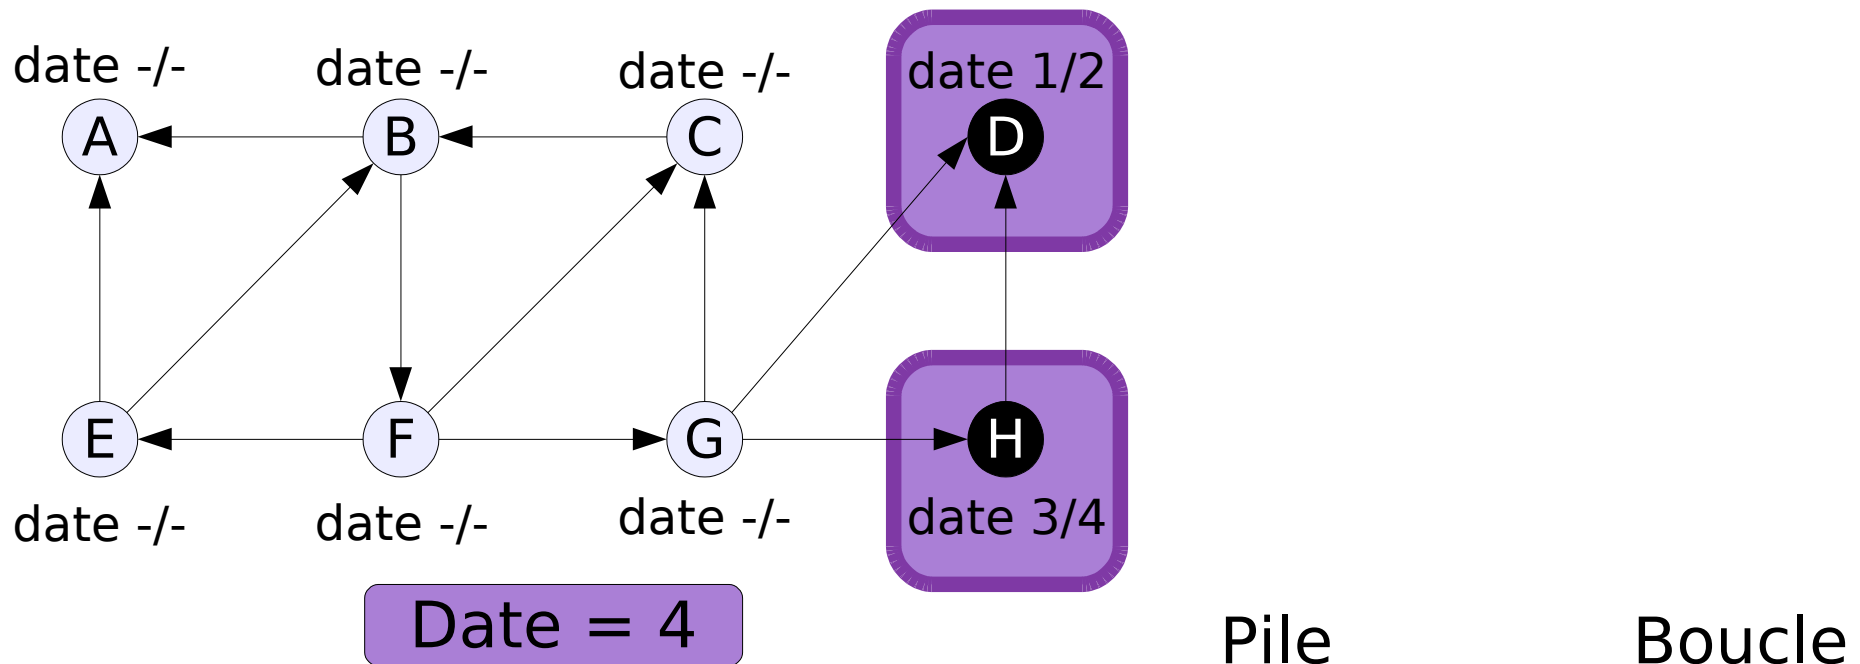 date -/- date -/- date -/- date 1/2
A B C D
E F G H
date -/- date -/- date -/- date 3/4
Date = 4
Pile Boucle